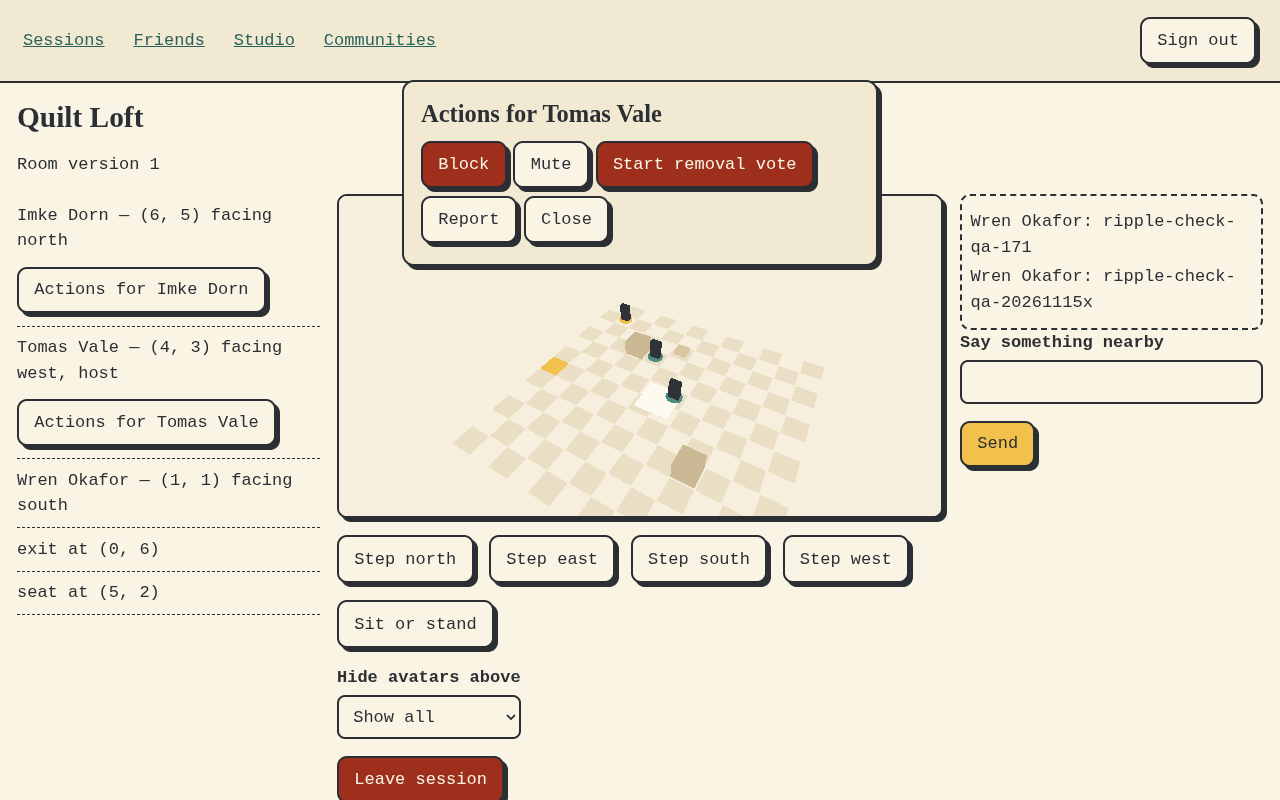 Sessions Friends Studio Communities Sign out
Quilt Loft
Room version 1
Imke Dorn — (6, 5) facing
north
Actions for Imke Dorn
Tomas Vale — (4, 3) facing
west, host
Actions for Tomas Vale
Wren Okafor — (1, 1) facing
south
exit at (0, 6)
seat at (5, 2)
Actions for Tomas Vale
Block Mute Start removal vote
Report Close
Step north Step east Step south Step west
Sit or stand
Hide avatars above
Show all
Leave session
Wren Okafor: ripple-check-
qa-171
Wren Okafor: ripple-check-
qa-20261115x
Say something nearby
Send